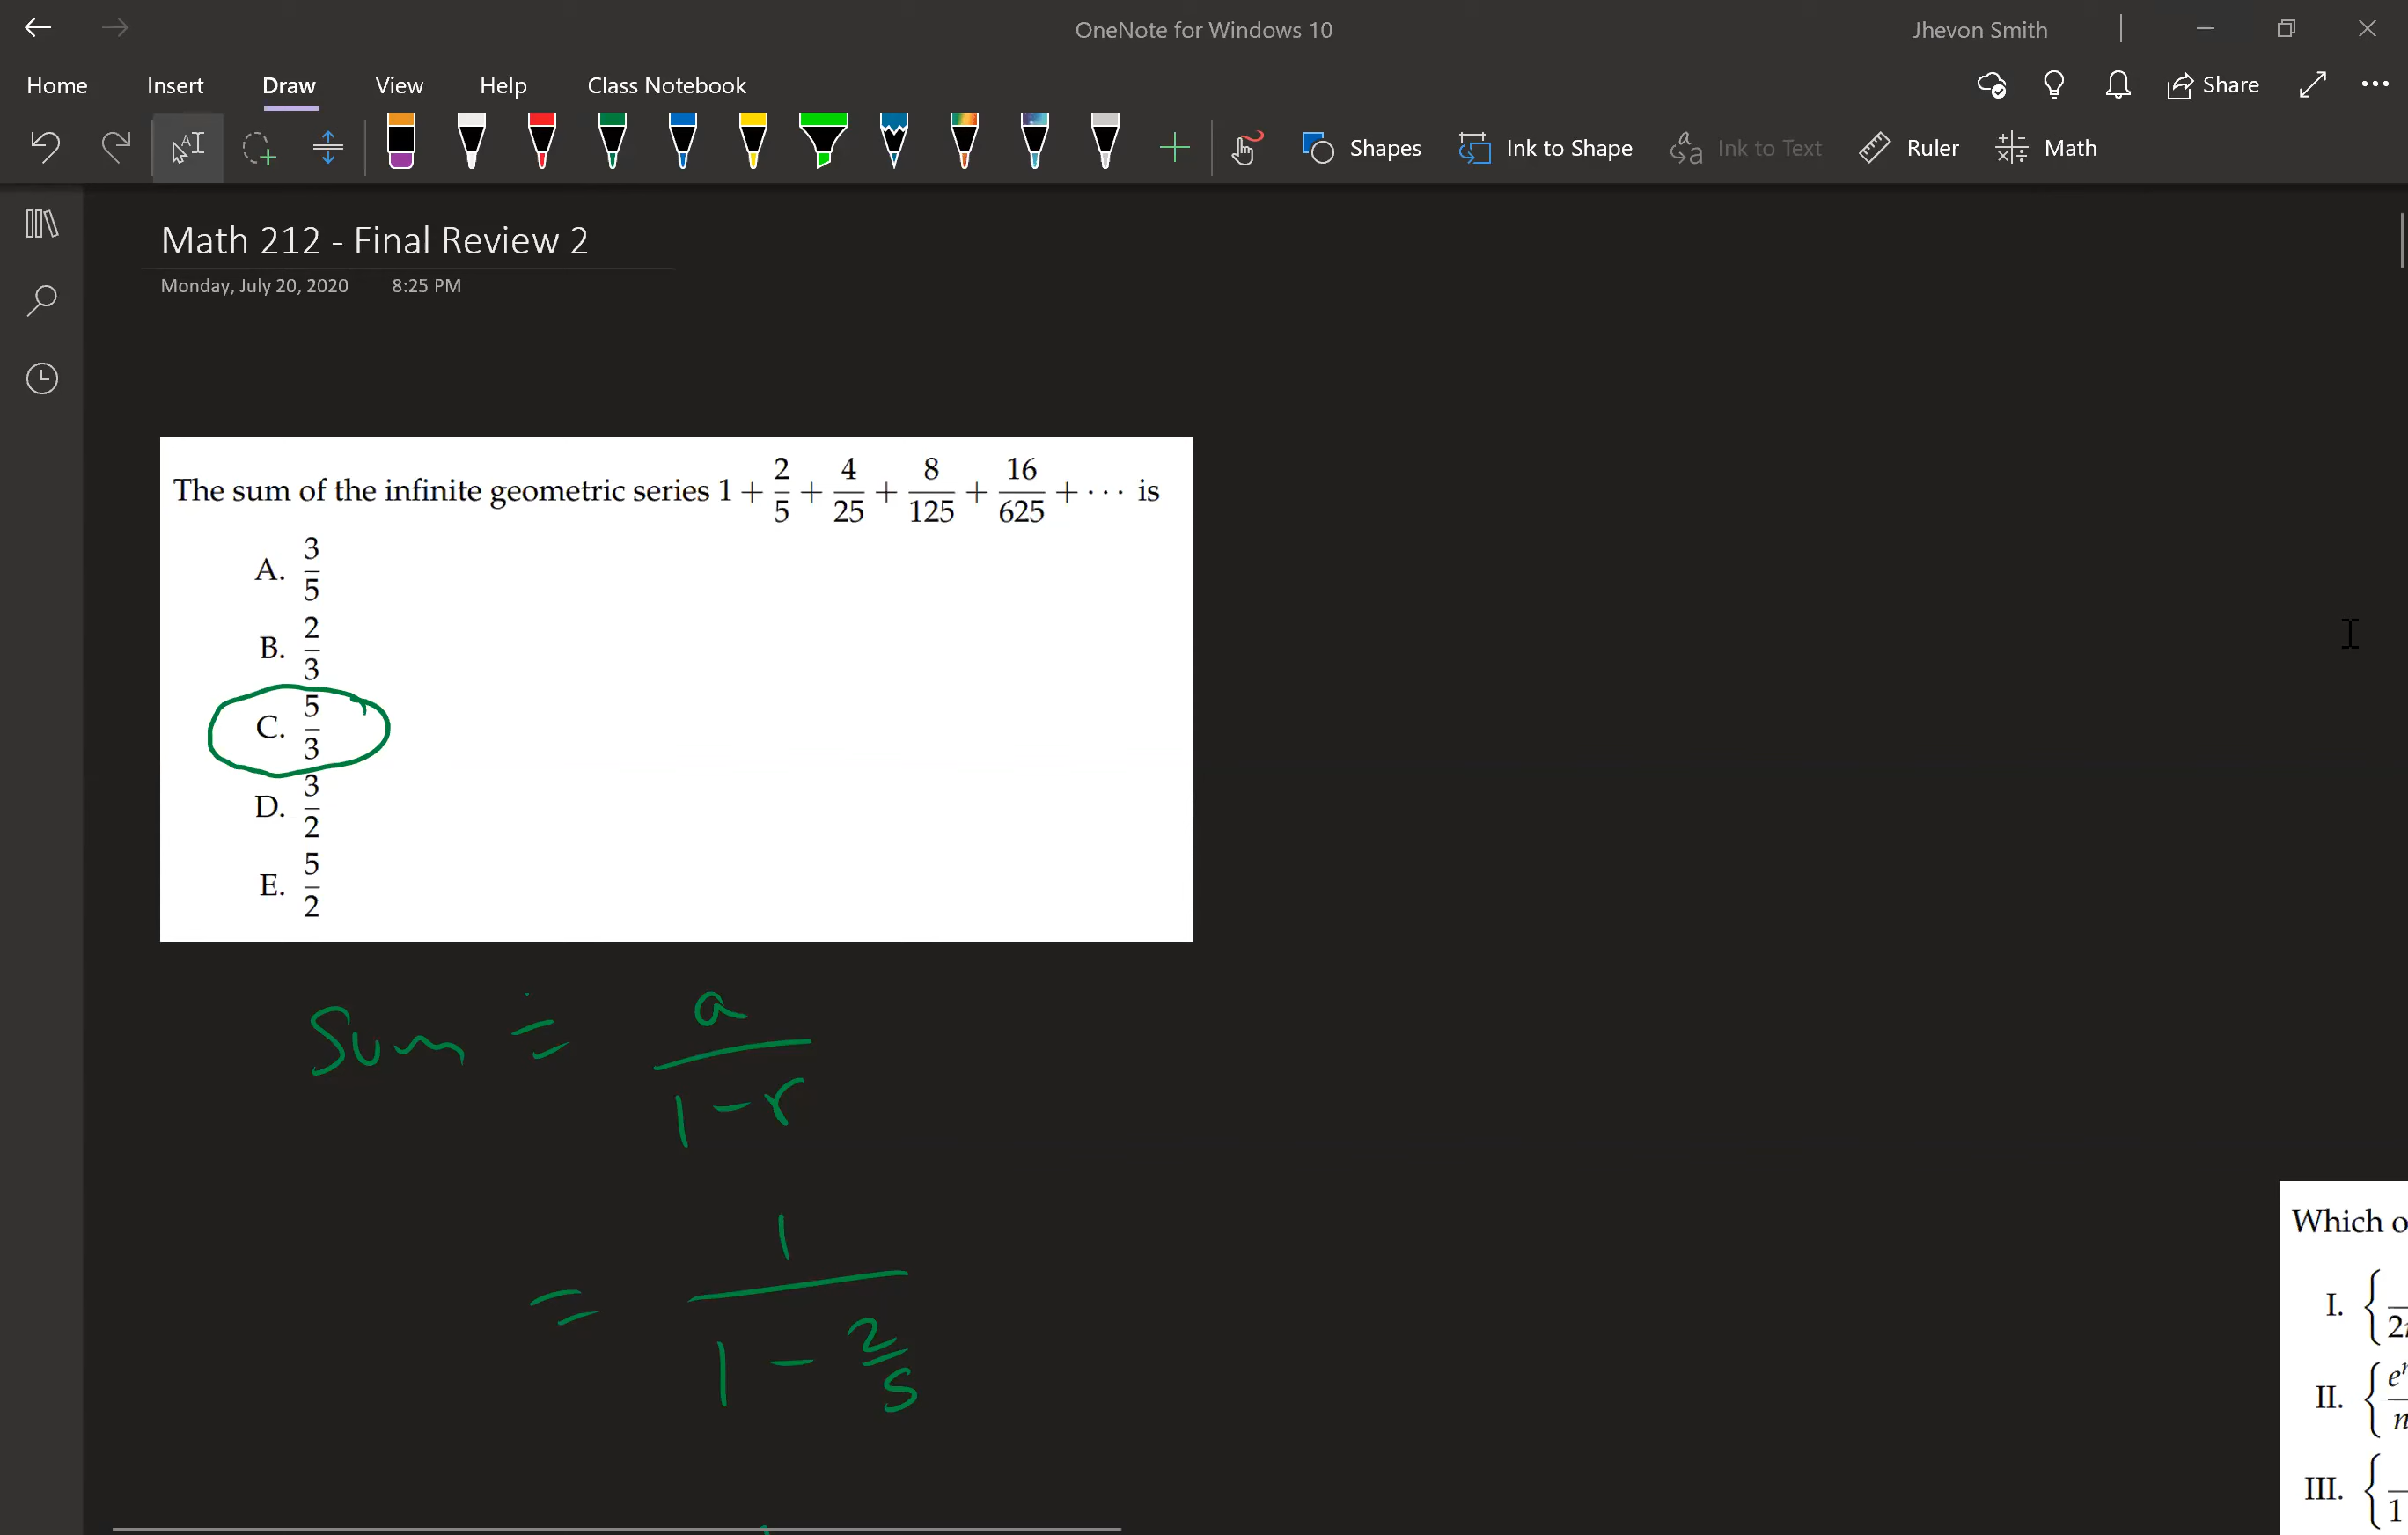 OneNote for Windows 10
Jhevon Smith
Home Insert Draw View Help Class Notebook
Share
Shapes Ink to Shape Ink to Text Ruler Math
Math 212 - Final Review 2
Monday, July 20, 2020 8:25 PM
The sum of the infinite geometric series 1 + 2/5 + 4/25 + 8/125 + 16/625 + ··· is
A. 3/5
B. 2/3
C. 5/3
D. 3/2
E. 5/2
Sum = a/(1-r)
= 1/(1 - 2/5)
Which
I. {
II. {
III. {